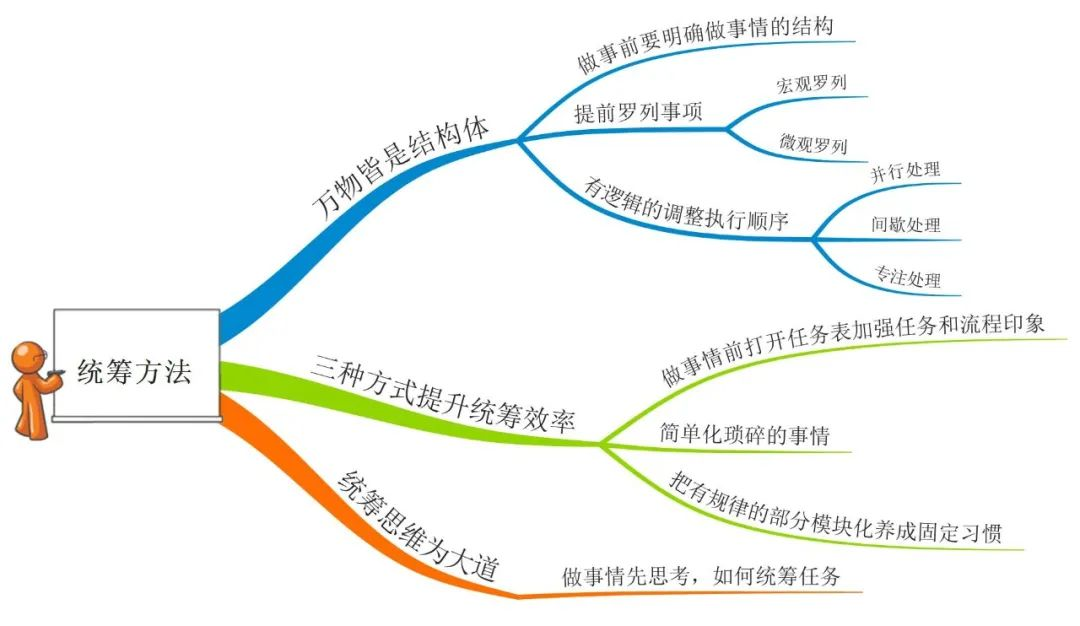 统筹方法
万物皆是结构体
做事前要明确做事情的结构
提前罗列事项
宏观罗列
微观罗列
有逻辑的调整执行顺序
并行处理
间歇处理
专注处理
三种方式提升统筹效率
做事情前打开任务表加强任务和流程印象
简单化琐碎的事情
把有规律的部分模块化养成固定习惯
统筹思维为大道
做事情先思考，如何统筹任务